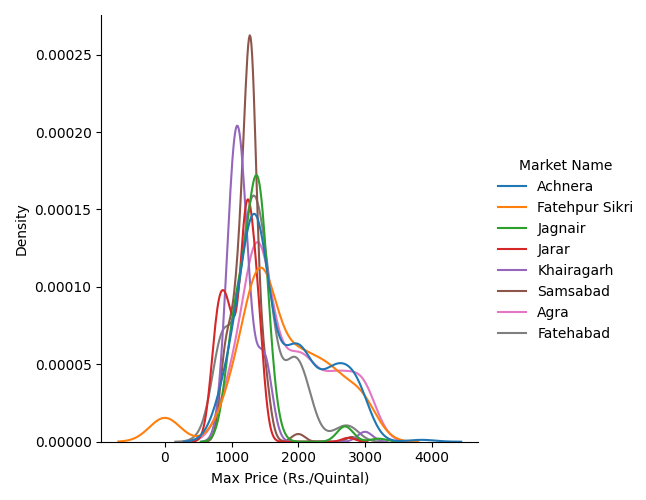 0.00025
0.00020
0.00015
0.00010
0.00005
0.00000
Density
0 1000 2000 3000 4000
Max Price (Rs./Quintal)
Market Name
Achnera
Fatehpur Sikri
Jagnair
Jarar
Khairagarh
Samsabad
Agra
Fatehabad